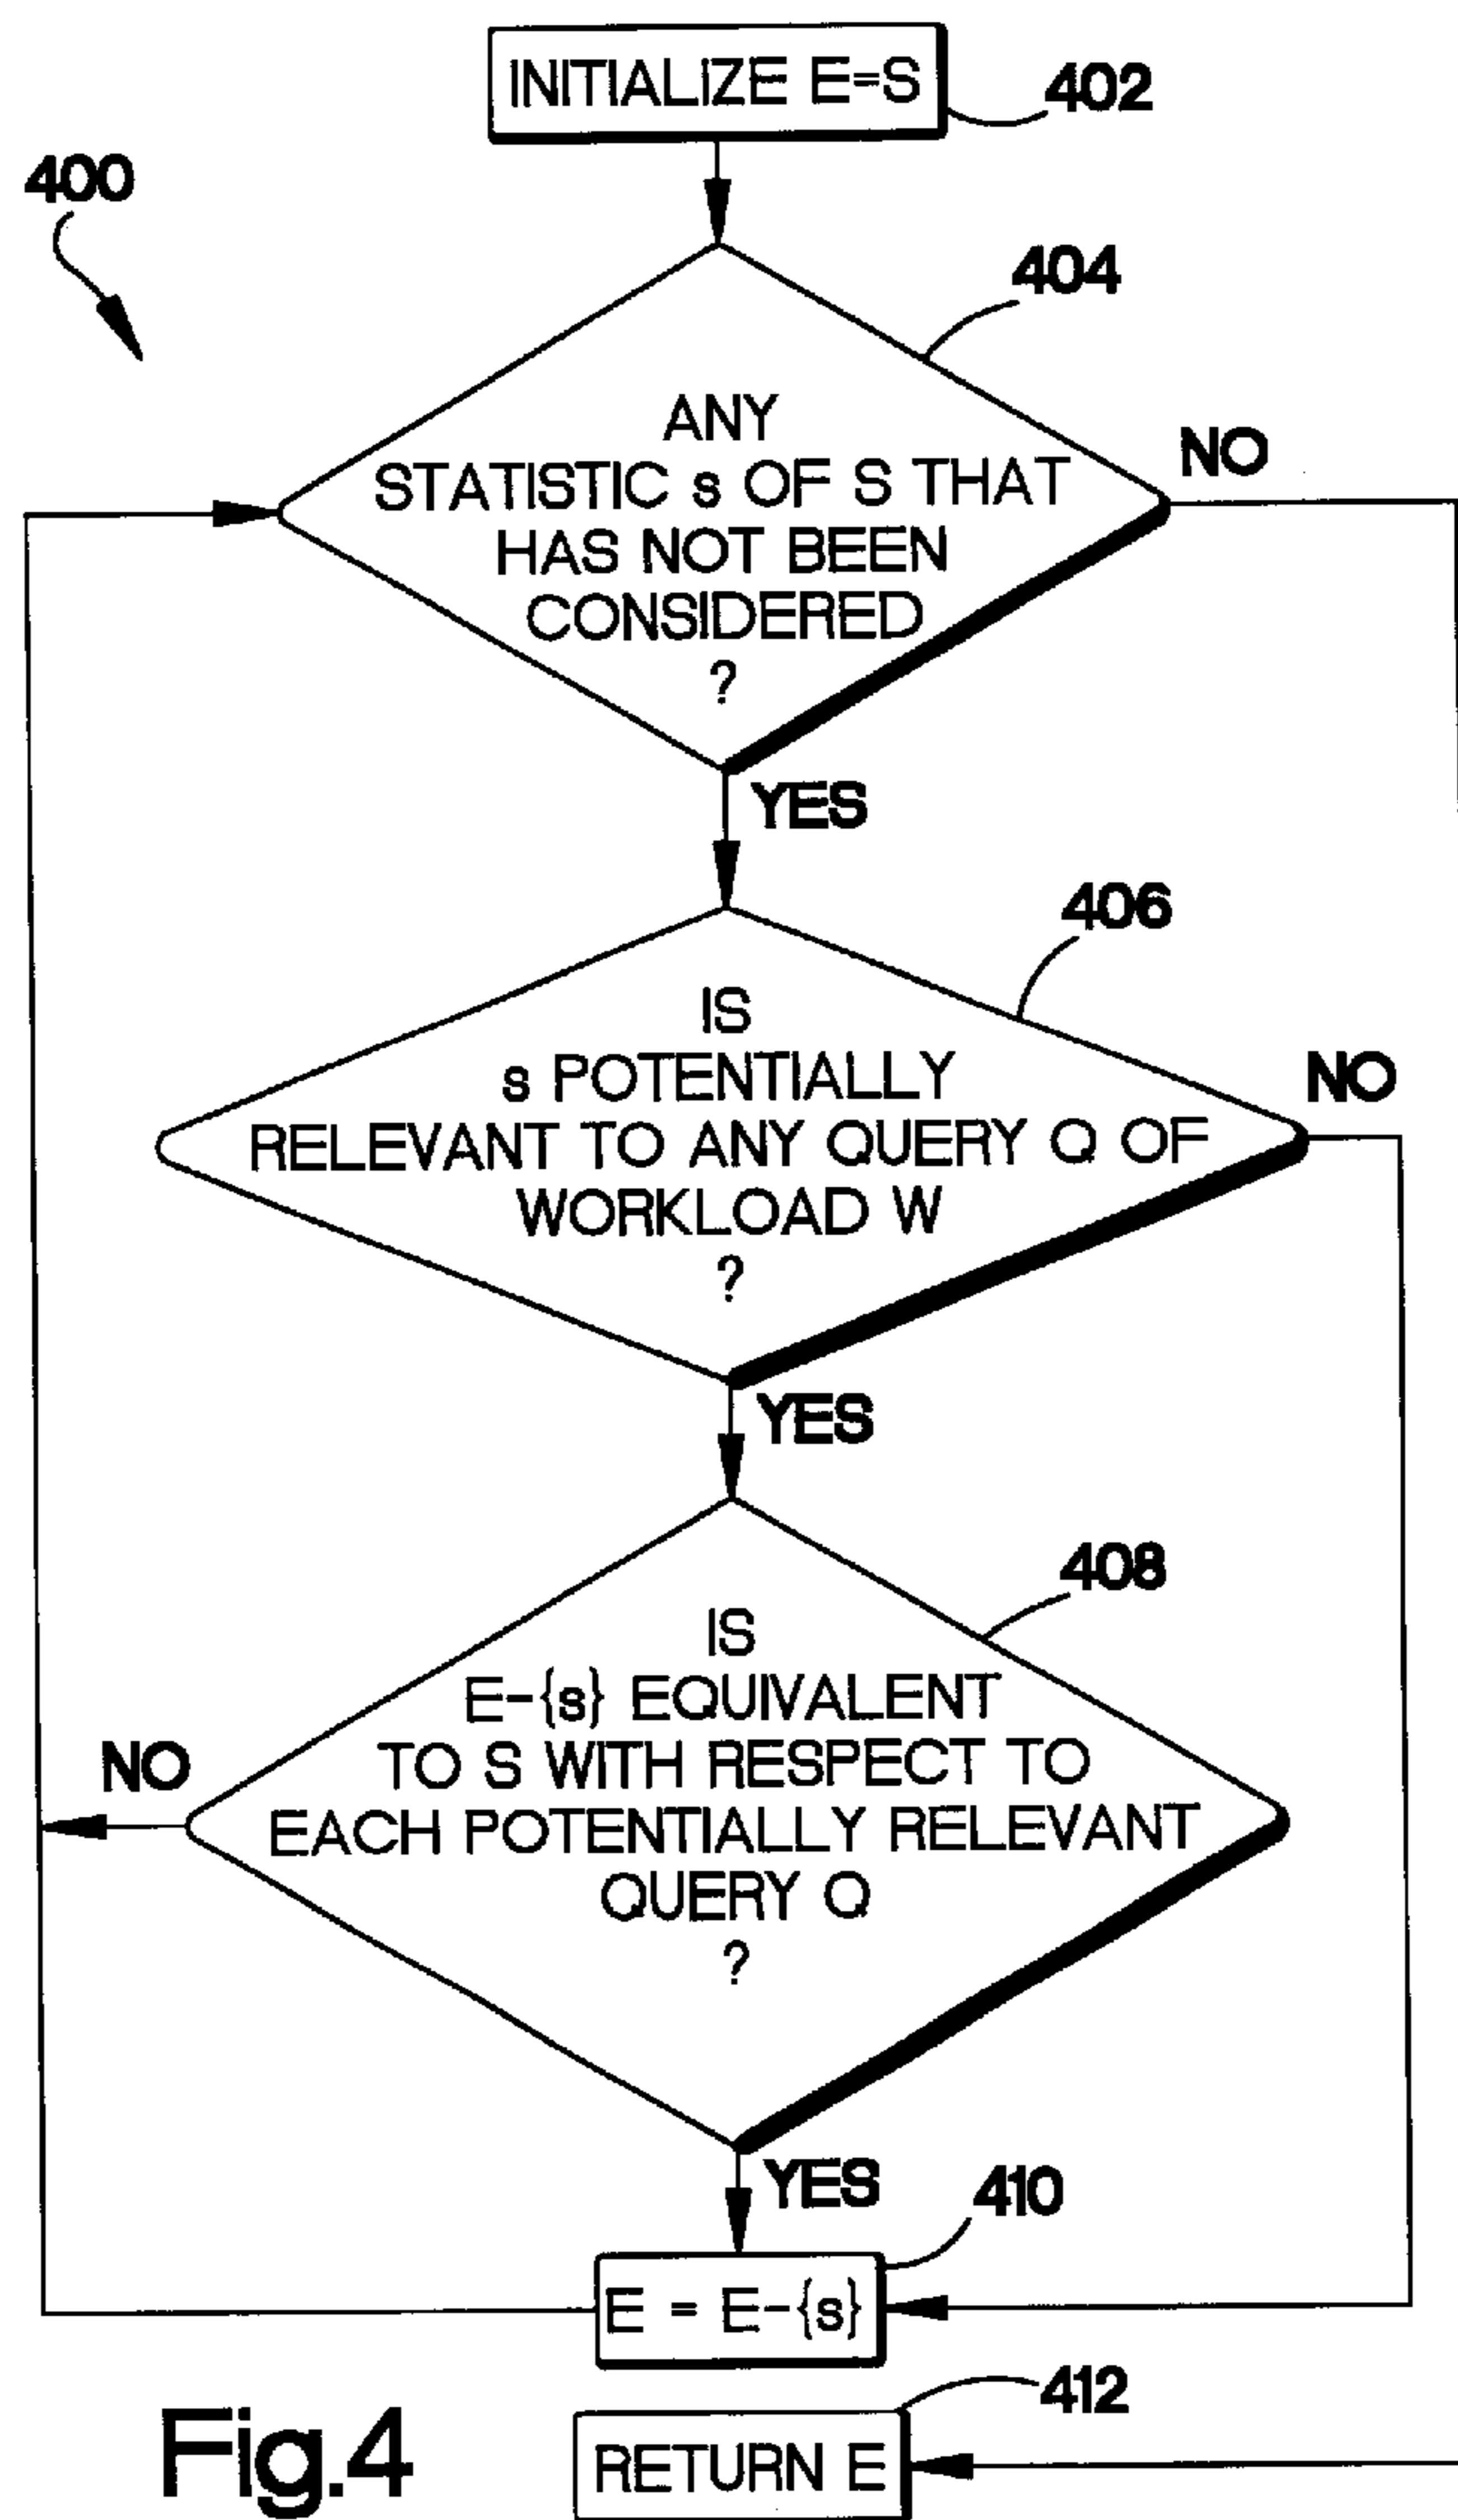 INITIALIZE E=S
402
400
404
ANY
STATISTIC s OF S THAT
HAS NOT BEEN
CONSIDERED
?
NO
YES
406
IS
s POTENTIALLY
RELEVANT TO ANY QUERY Q OF
WORKLOAD W
?
NO
YES
408
IS
E-{s} EQUIVALENT
TO S WITH RESPECT TO
EACH POTENTIALLY RELEVANT
QUERY Q
?
NO
YES
410
E = E-{s}
412
RETURN E
Fig.4